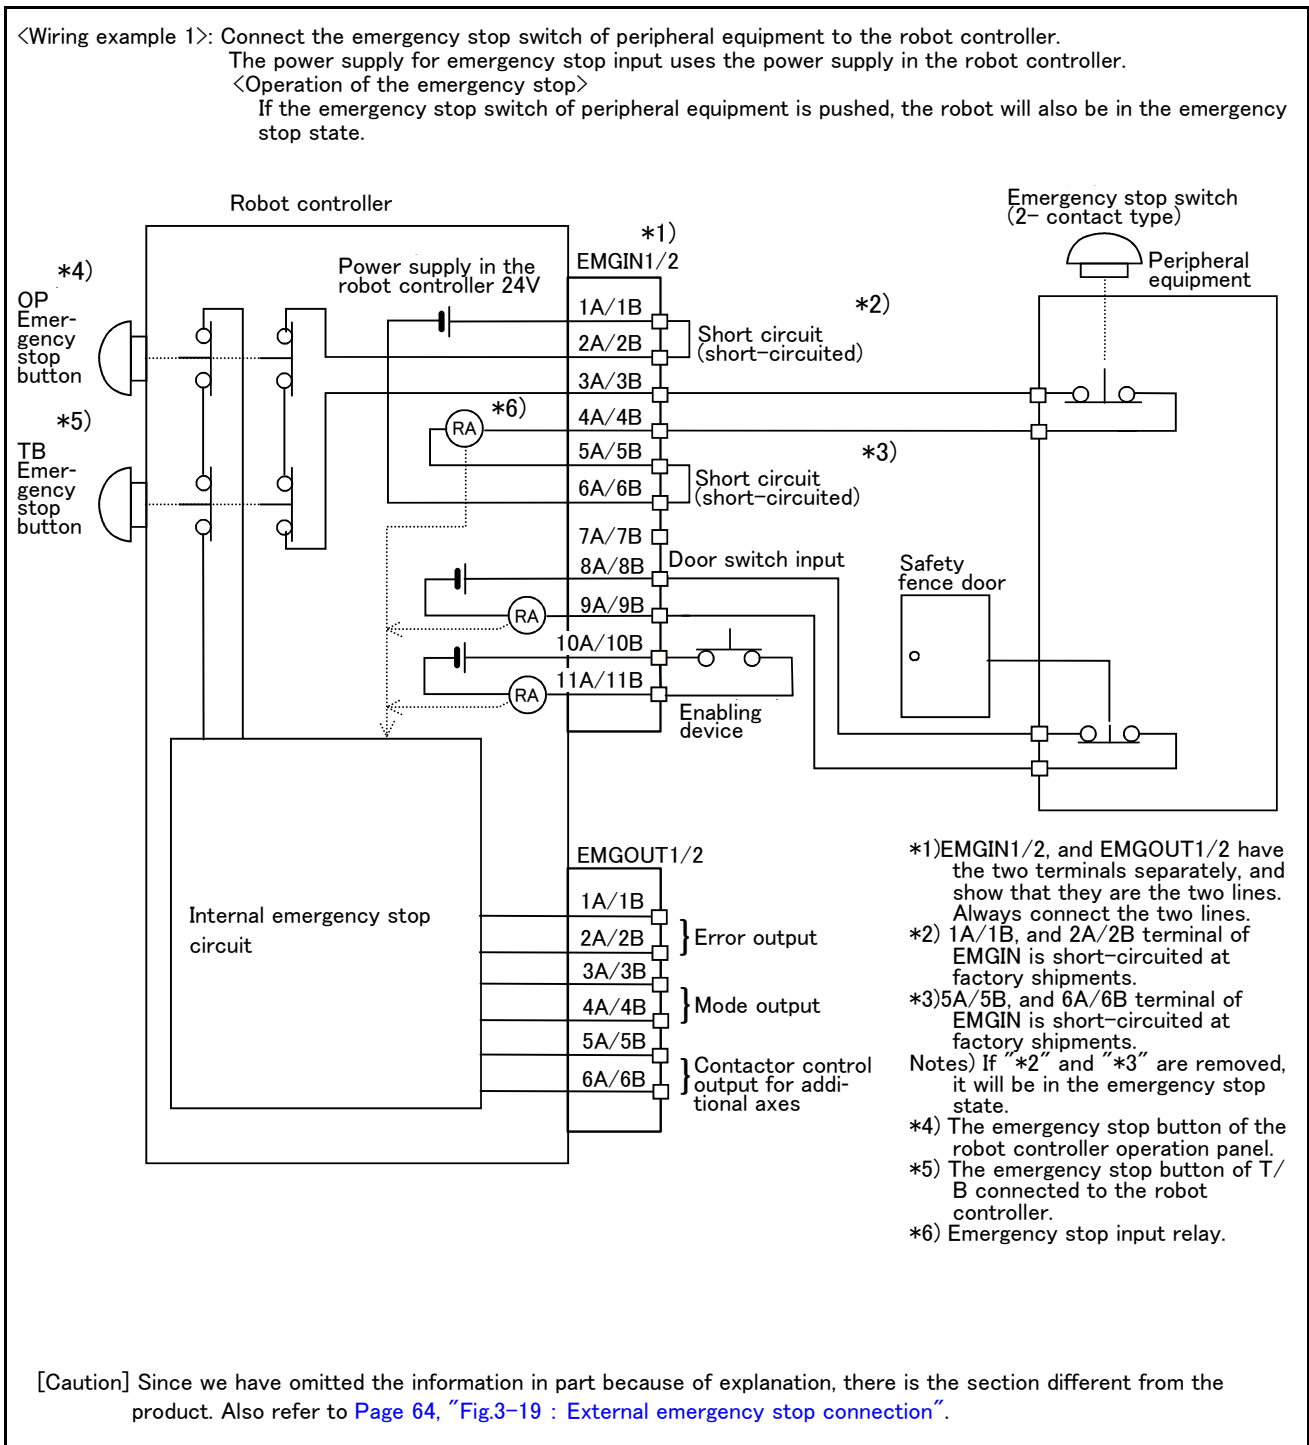 <Wiring example 1>: Connect the emergency stop switch of peripheral equipment to the robot controller.
The power supply for emergency stop input uses the power supply in the robot controller.
<Operation of the emergency stop>
If the emergency stop switch of peripheral equipment is pushed, the robot will also be in the emergency
stop state.
Robot controller
Emergency stop switch
(2- contact type)
Peripheral
equipment
*4)
OP
Emer-
gency
stop
button
*5)
TB
Emer-
gency
stop
button
Power supply in the
robot controller 24V
*1)
EMGIN1/2
1A/1B
2A/2B
3A/3B
4A/4B
5A/5B
6A/6B
7A/7B
8A/8B
9A/9B
10A/10B
11A/11B
*2)
Short circuit
(short-circuited)
RA
*6)
*3)
Short circuit
(short-circuited)
Door switch input
RA
RA
Enabling
device
Safety
fence door
Internal emergency stop
circuit
EMGOUT1/2
1A/1B
2A/2B
3A/3B
4A/4B
5A/5B
6A/6B
Error output
Mode output
Contactor control
output for addi-
tional axes
*1)EMGIN1/2, and EMGOUT1/2 have
the two terminals separately, and
show that they are the two lines.
Always connect the two lines.
*2) 1A/1B, and 2A/2B terminal of
EMGIN is short-circuited at
factory shipments.
*3)5A/5B, and 6A/6B terminal of
EMGIN is short-circuited at
factory shipments.
Notes) If "*2" and "*3" are removed,
it will be in the emergency stop
state.
*4) The emergency stop button of the
robot controller operation panel.
*5) The emergency stop button of T/
B connected to the robot
controller.
*6) Emergency stop input relay.
[Caution] Since we have omitted the information in part because of explanation, there is the section different from the
product. Also refer to Page 64, "Fig.3-19 : External emergency stop connection".